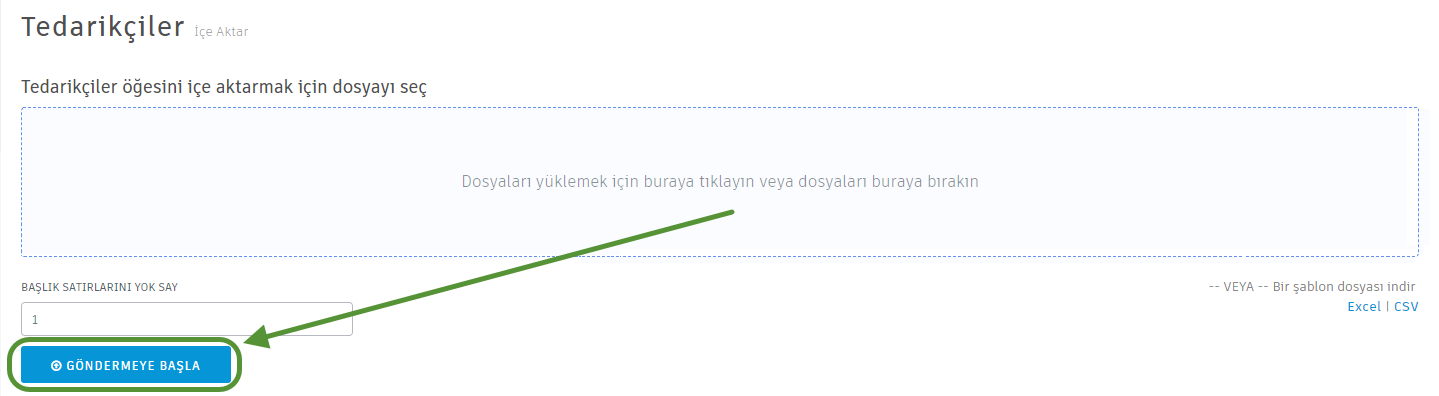 Tedarikçiler İçe Aktar
Tedarikçiler öğesini içe aktarmak için dosyayı seç
Dosyaları yüklemek için buraya tıklayın veya dosyaları buraya bırakın
BAŞLIK SATIRLARINI YOK SAY
-- VEYA -- Bir şablon dosyası indir
1
Excel | CSV
GÖNDERMEYE BAŞLA